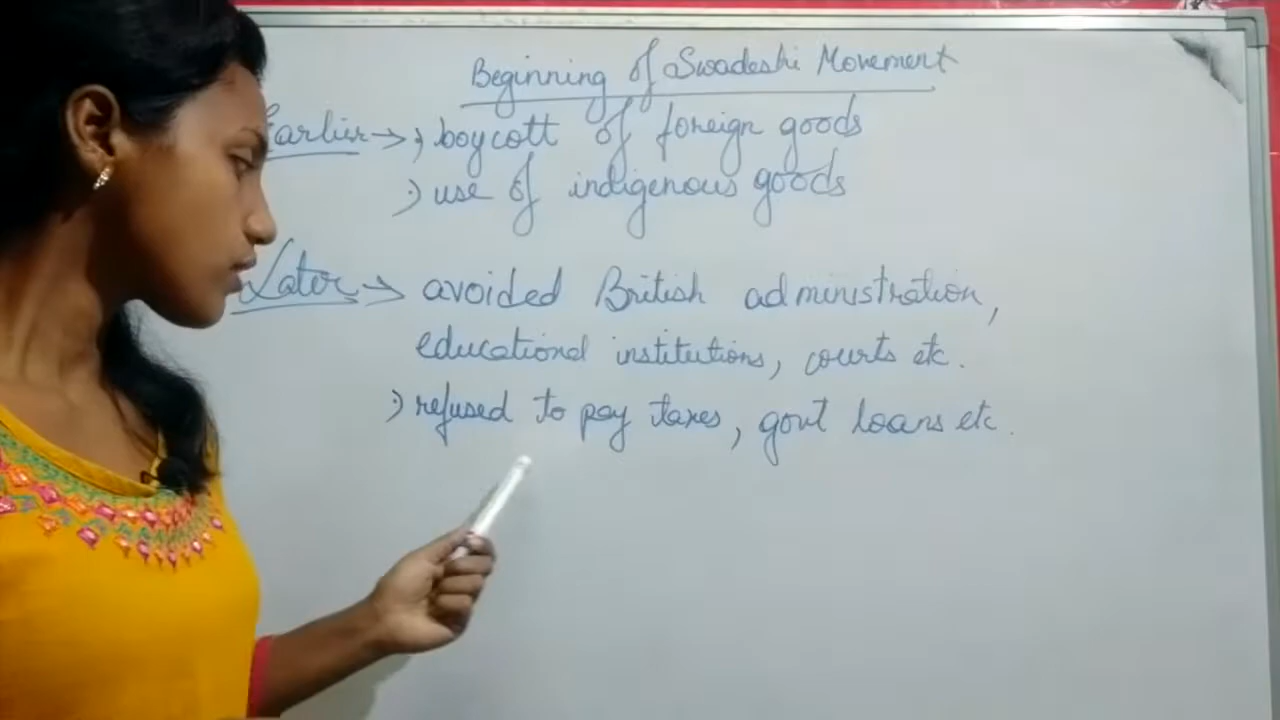 Beginning of Swadeshi Movement
Earlier → ·) boycott of foreign goods
·) use of indigenous goods
Later → avoided British administration,
educational institutions, courts etc.
·) refused to pay taxes, govt loans etc.